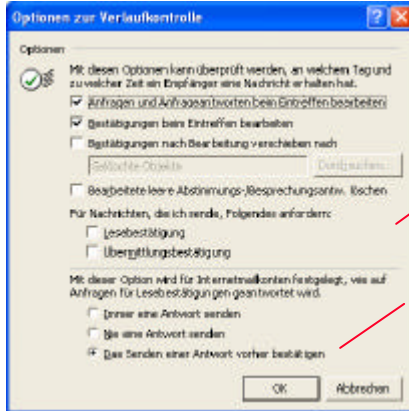 Optionen zur Verlaufkontrolle
Optionen
Mit diesen Optionen kann überprüft werden, an welchem Tag und
zu welcher Zeit ein Empfänger eine Nachricht erhalten hat.
Anfragen und Anfrageantworten beim Eintreffen bearbeiten
Bestätigungen beim Eintreffen bearbeiten
Bestätigungen nach Bearbeitung verschieben nach
Gelöschte Objekte
Durchsuchen...
Bearbeitete leere Abstimmungs-/Besprechungsantw. löschen
Für Nachrichten, die ich sende, Folgendes anfordern:
Lesebestätigung
Übermittlungsbestätigung
Mit dieser Option wird für Internetmailkonten festgelegt, wie auf
Anfragen für Lesebestätigungen geantwortet wird.
Immer eine Antwort senden
Nie eine Antwort senden
Das Senden einer Antwort vorher bestätigen
OK
Abbrechen